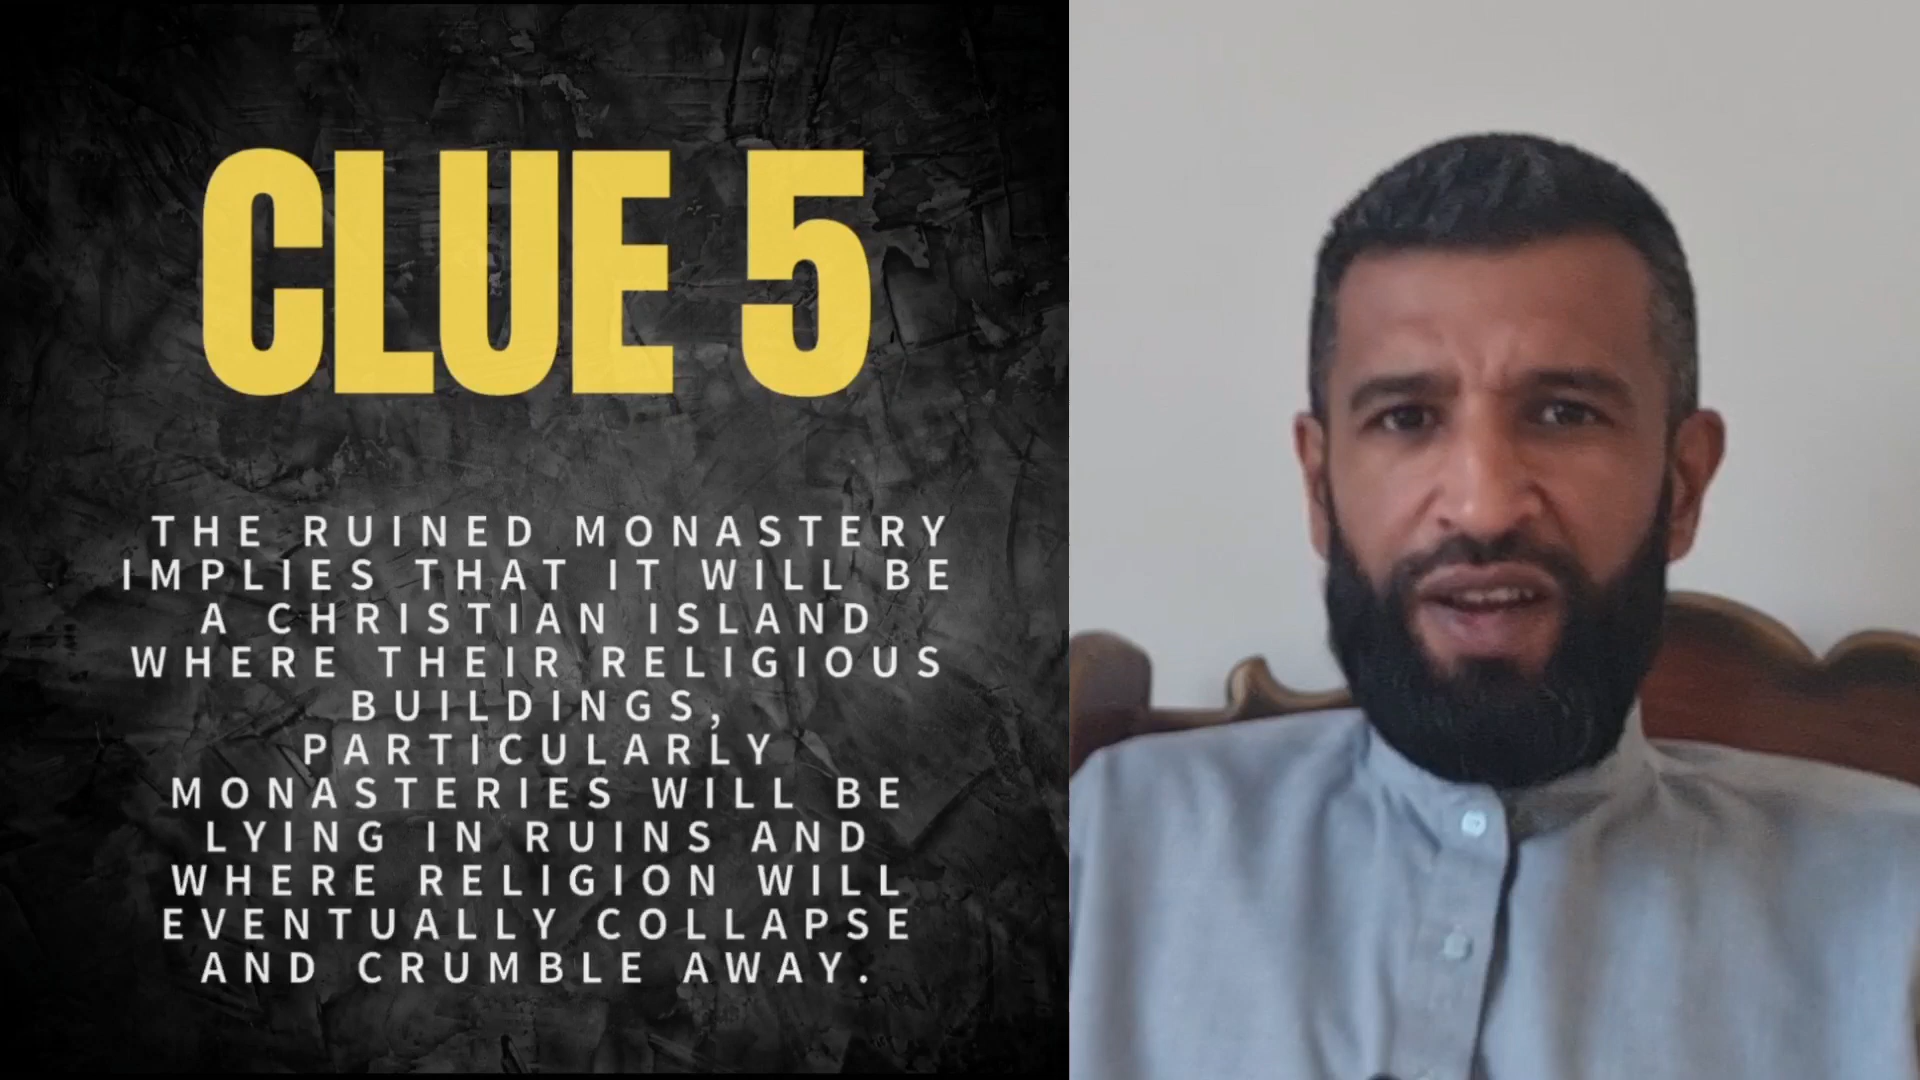 CLUE 5
THE RUINED MONASTERY
IMPLIES THAT IT WILL BE
A CHRISTIAN ISLAND
WHERE THEIR RELIGIOUS
BUILDINGS,
PARTICULARLY
MONASTERIES WILL BE
LYING IN RUINS AND
WHERE RELIGION WILL
EVENTUALLY COLLAPSE
AND CRUMBLE AWAY.